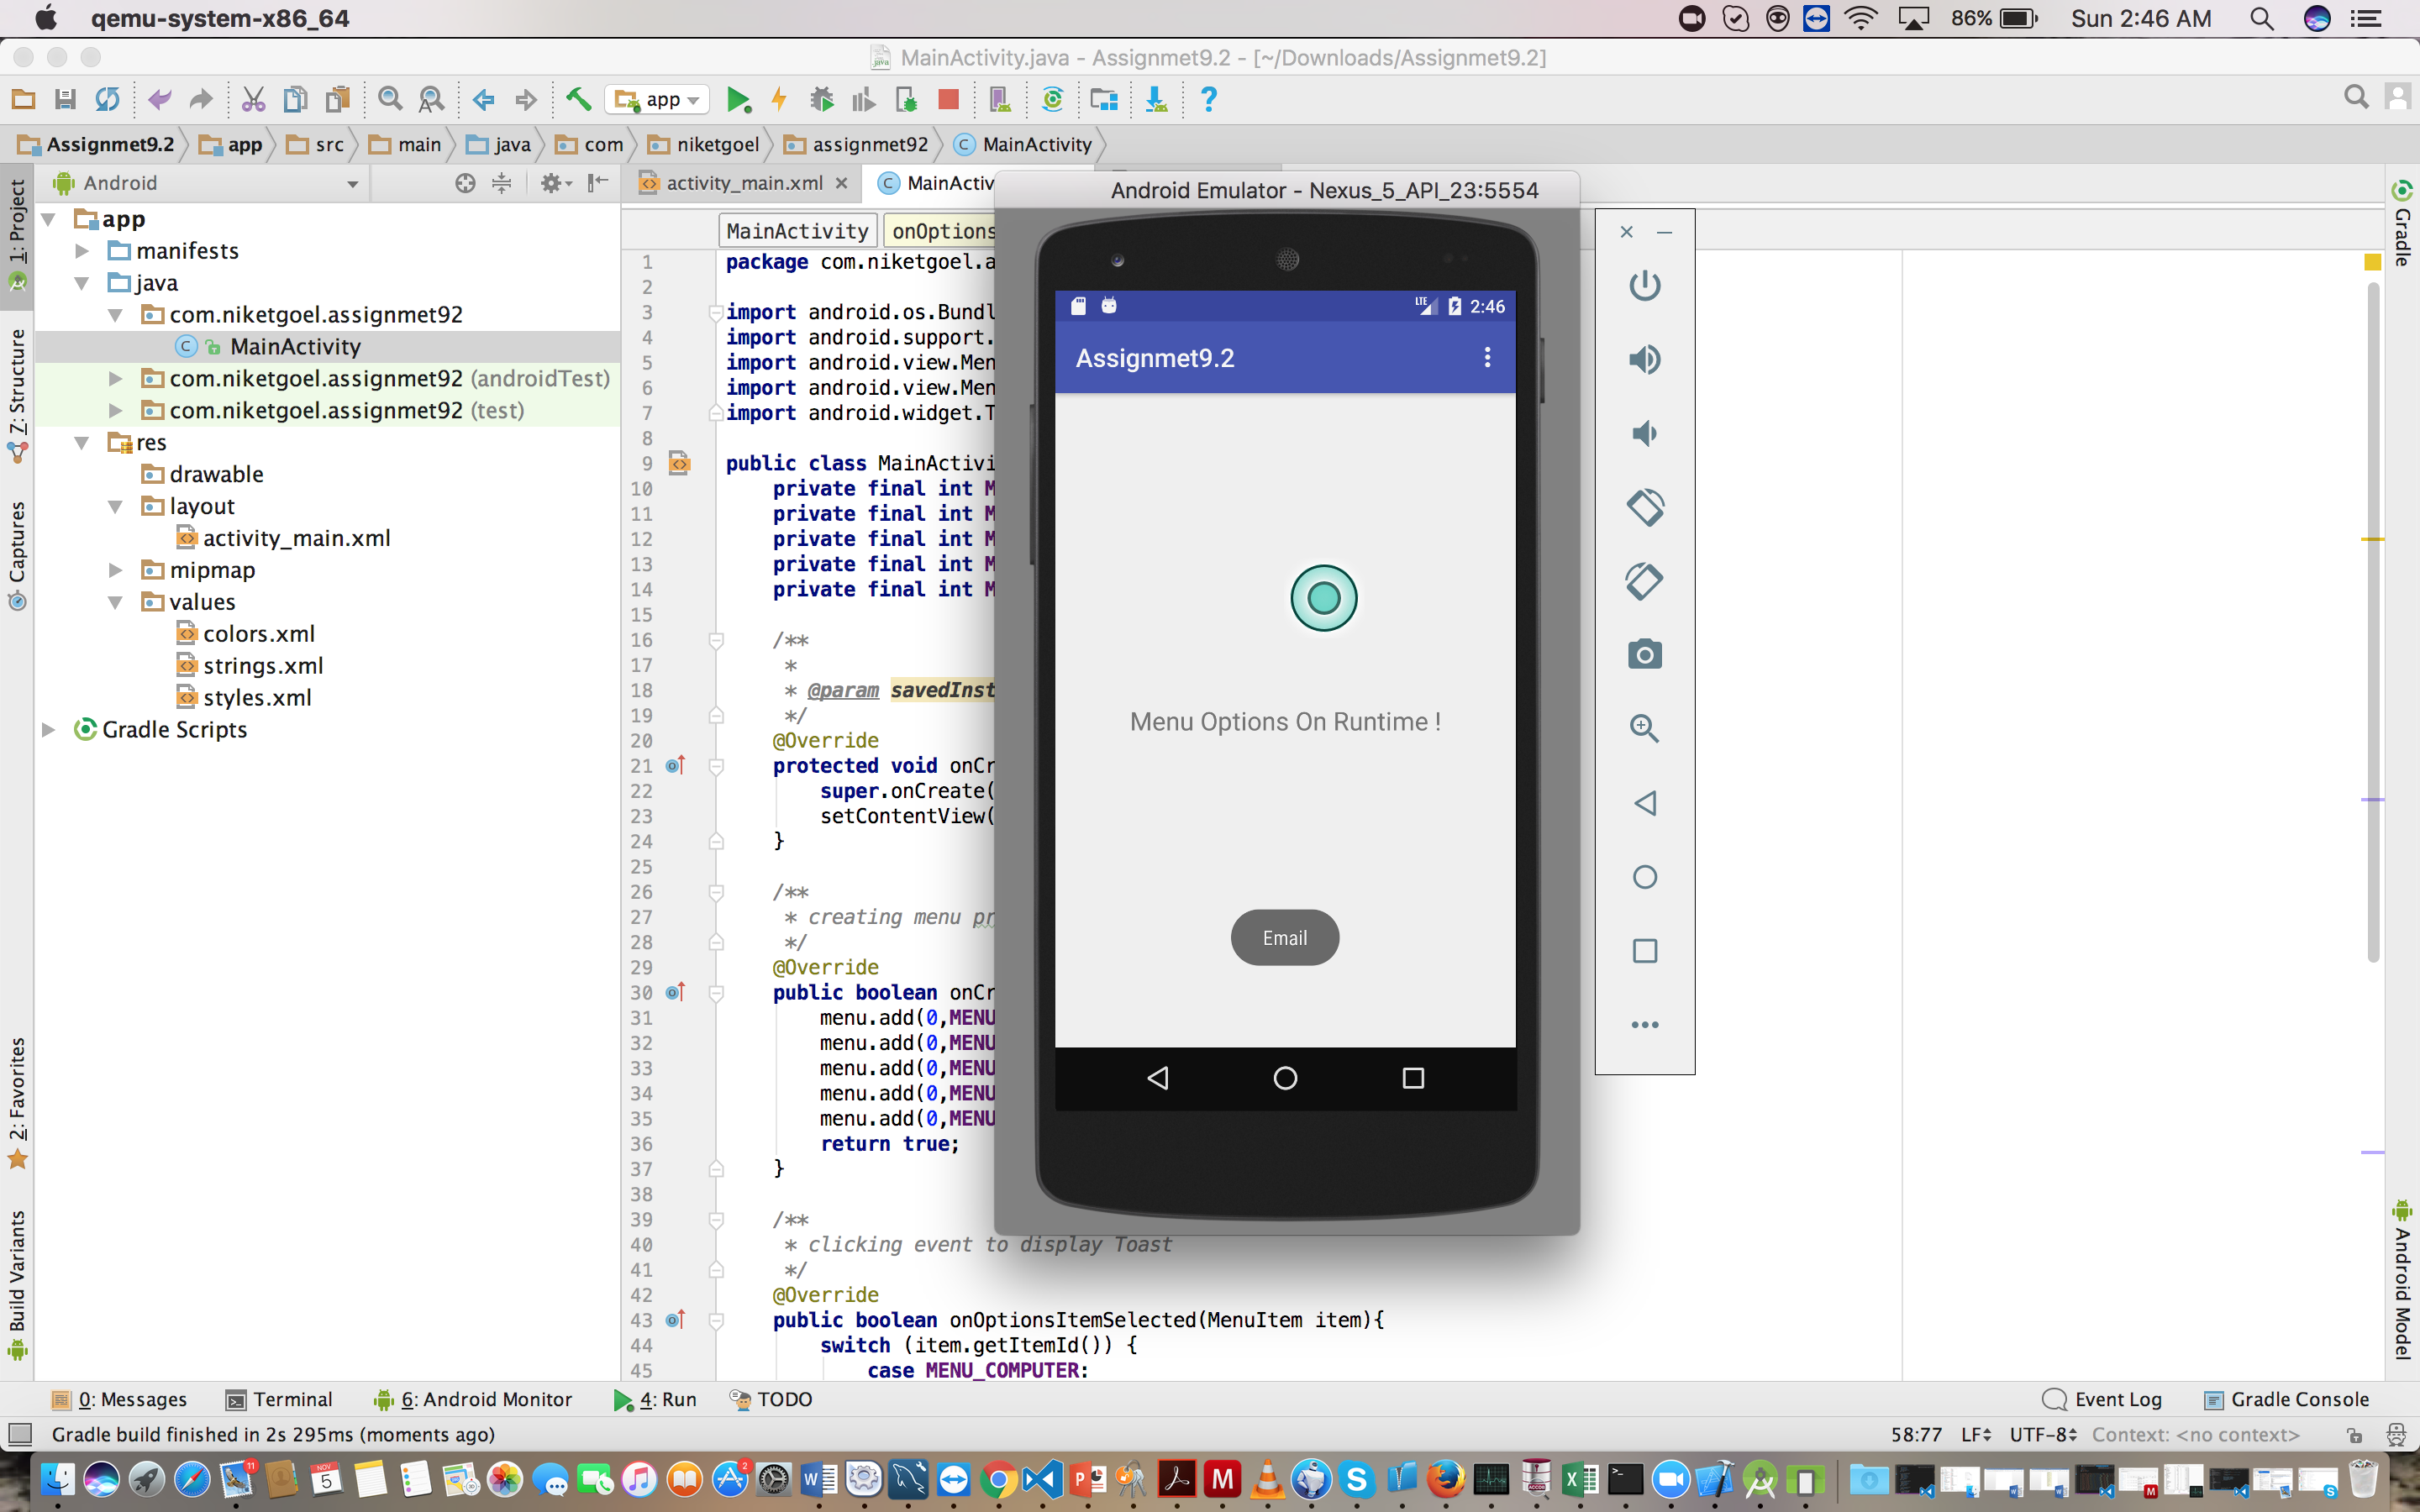 qemu-system-x86_64
86%
Sun 2:46 AM
MainActivity.java - Assignmet9.2 - [~/Downloads/Assignmet9.2]
app
Assignmet9.2
app
src
main
java
com
niketgoel
assignmet92
MainActivity
1: Project
Z: Structure
Captures
2: Favorites
Build Variants
Android
app
manifests
java
com.niketgoel.assignmet92
MainActivity
com.niketgoel.assignmet92 (androidTest)
com.niketgoel.assignmet92 (test)
res
drawable
layout
activity_main.xml
mipmap
values
colors.xml
strings.xml
styles.xml
Gradle Scripts
activity_main.xml
MainActiv
MainActivity
onOptions
1 package com.niketgoel.a
2
3 import android.os.Bundl
4 import android.support.
5 import android.view.Men
6 import android.view.Men
7 import android.widget.T
8
9 public class MainActivi
10 private final int M
11 private final int M
12 private final int M
13 private final int M
14 private final int M
15
16 /**
17 *
18 * @param savedInst
19 */
20 @Override
21 protected void onCr
22 super.onCreate(
23 setContentView(
24 }
25
26 /**
27 * creating menu pr
28 */
29 @Override
30 public boolean onCr
31 menu.add(0,MENU
32 menu.add(0,MENU
33 menu.add(0,MENU
34 menu.add(0,MENU
35 menu.add(0,MENU
36 return true;
37 }
38
39 /**
40 * clicking event to display Toast
41 */
42 @Override
43 public boolean onOptionsItemSelected(MenuItem item){
44 switch (item.getItemId()) {
45 case MENU_COMPUTER:
Android Emulator - Nexus_5_API_23:5554
LTE
2:46
Assignmet9.2
Menu Options On Runtime !
Email
Gradle
Android Model
0: Messages
Terminal
6: Android Monitor
4: Run
TODO
Event Log
Gradle Console
Gradle build finished in 2s 295ms (moments ago)
58:77
LF
UTF-8
Context: <no context>
11
NOV
5
2